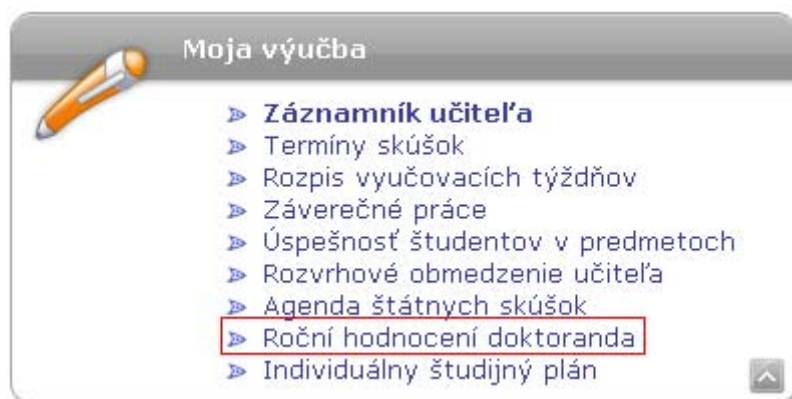 Moja výučba
Záznamník učiteľa
Termíny skúšok
Rozpis vyučovacích týždňov
Záverečné práce
Úspešnosť študentov v predmetoch
Rozvrhové obmedzenie učiteľa
Agenda štátnych skúšok
Roční hodnocení doktoranda
Individuálny študijný plán